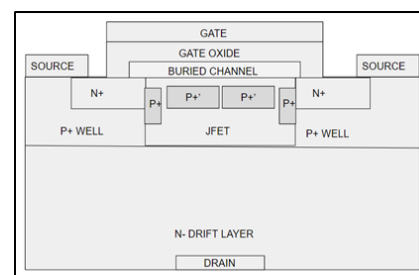 GATE
GATE OXIDE
SOURCE
BURIED CHANNEL
SOURCE
N+
P+
P+'
P+'
P+
N+
P+ WELL
JFET
P+ WELL
N- DRIFT LAYER
DRAIN